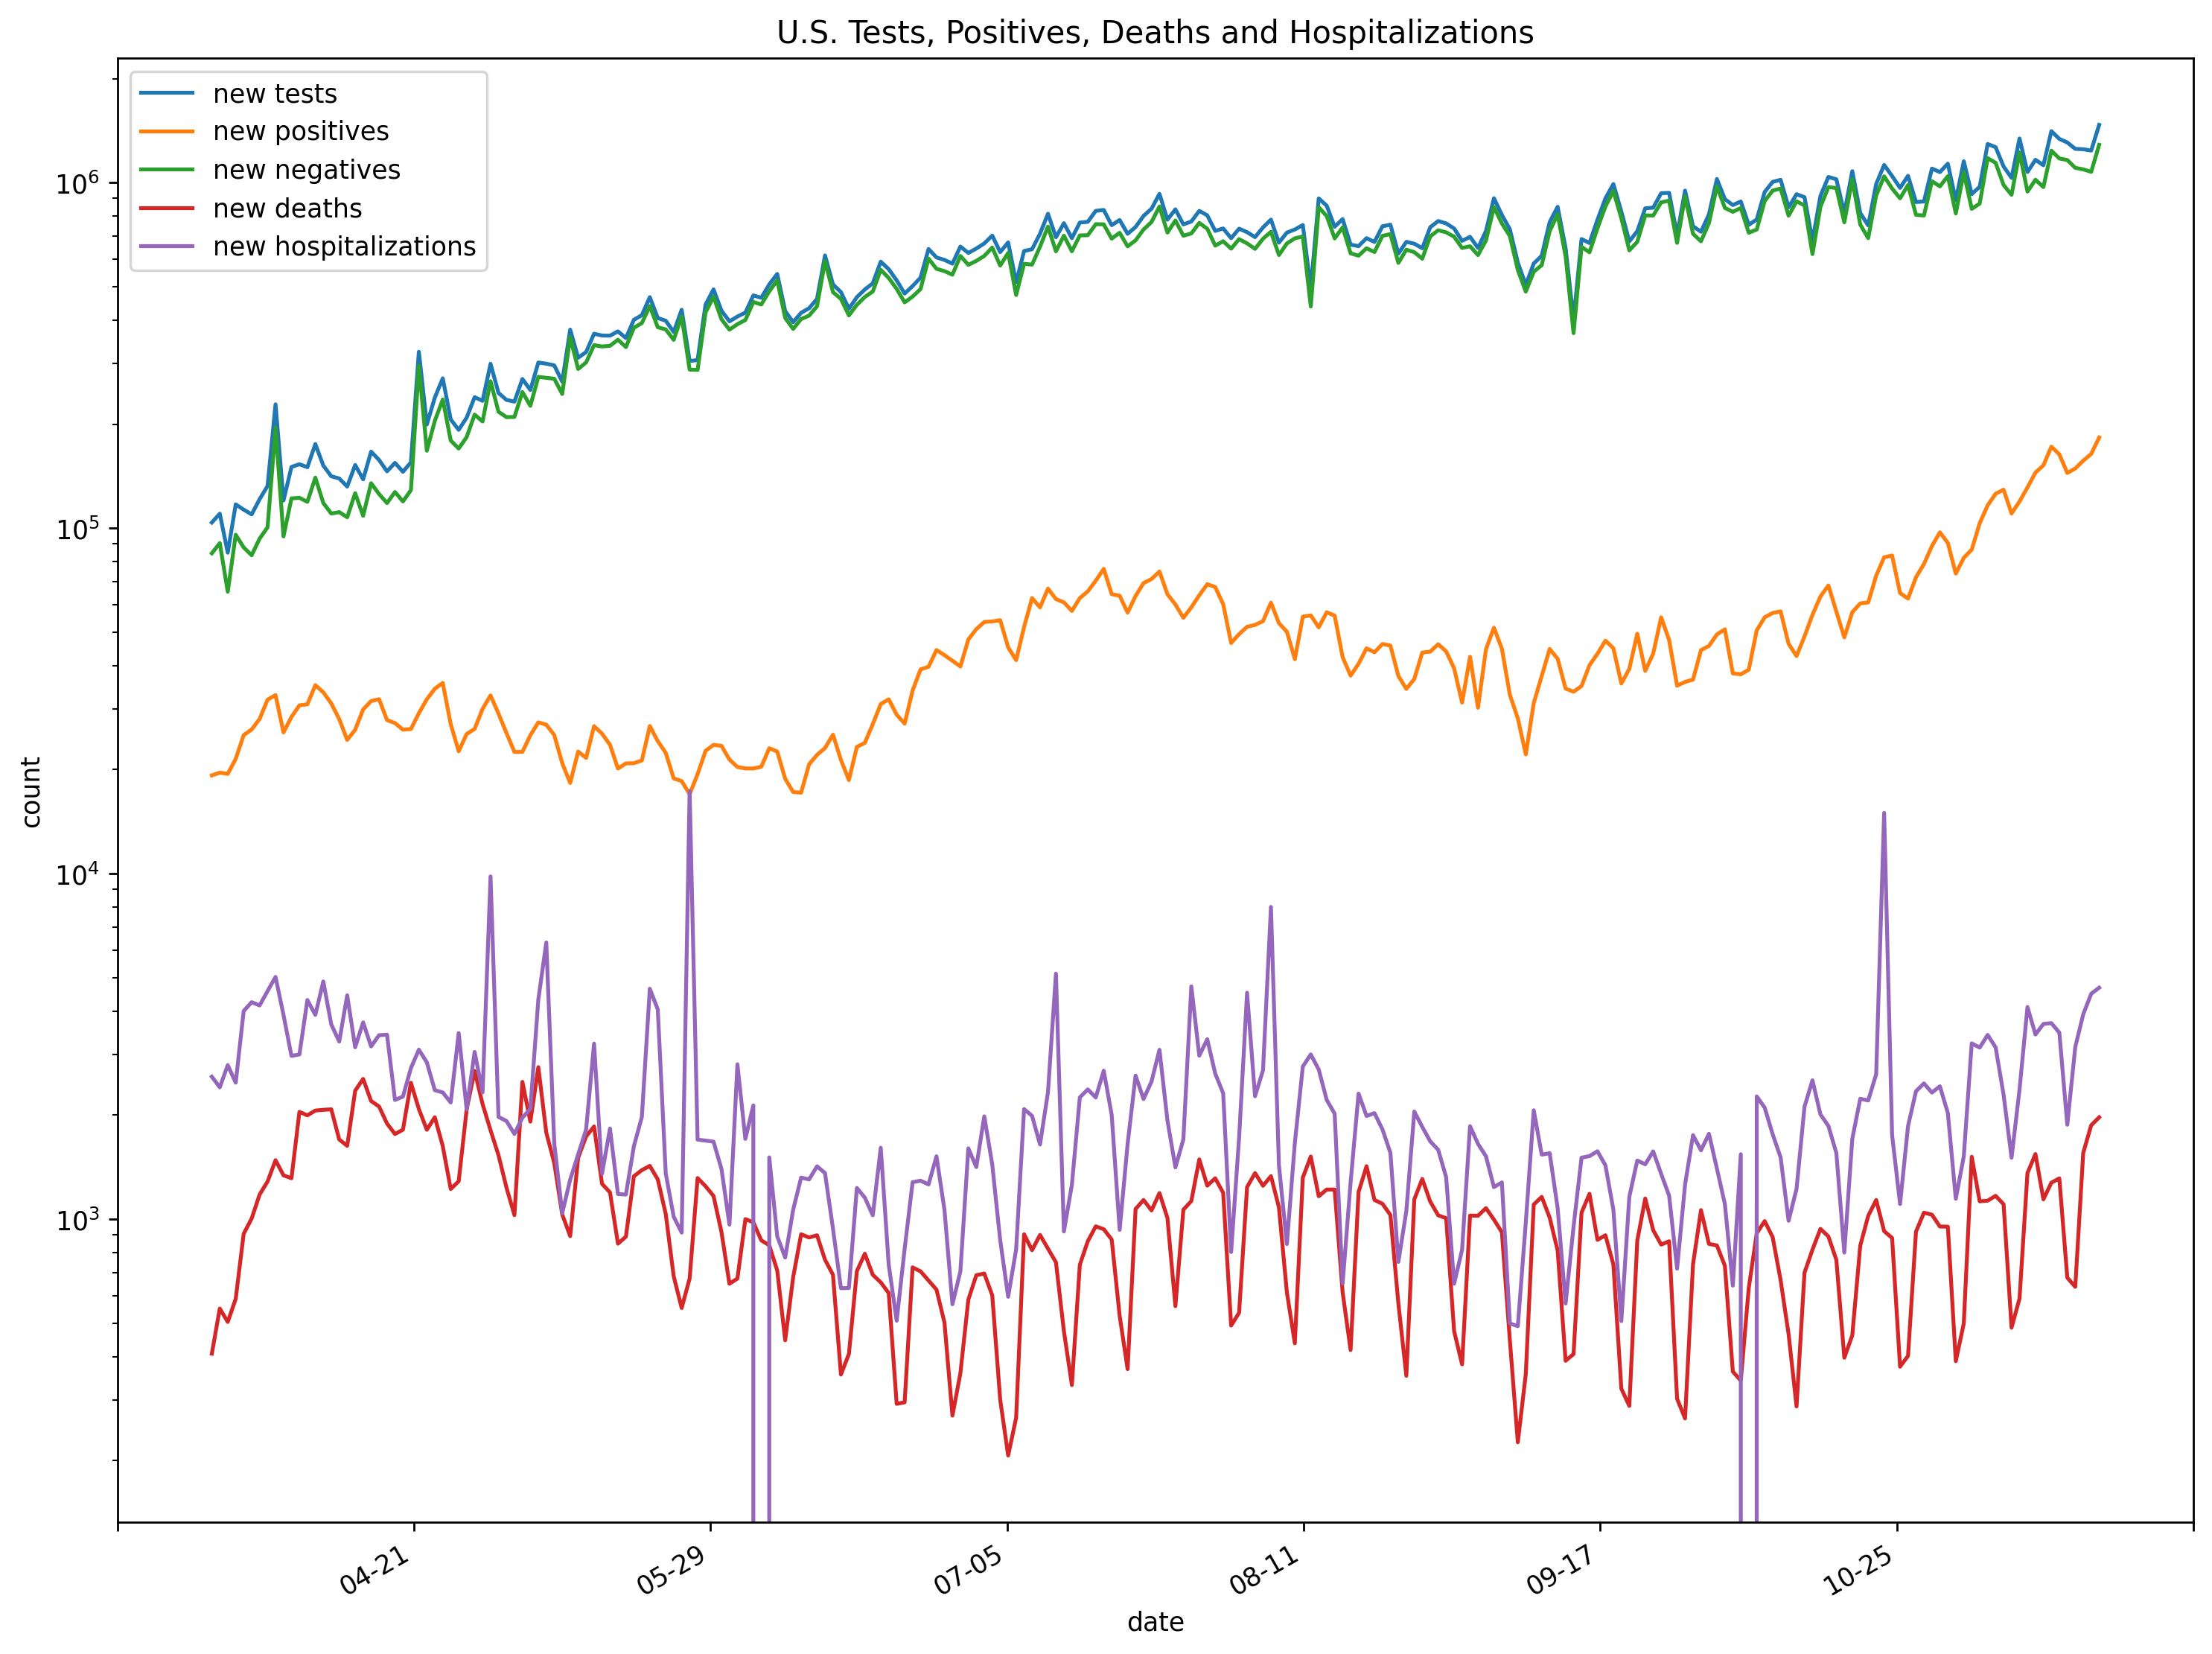 U.S. Tests, Positives, Deaths and Hospitalizations
new tests
new positives
new negatives
new deaths
new hospitalizations
10⁶
10⁵
10⁴
10³
count
04-21
05-29
07-05
08-11
09-17
10-25
date